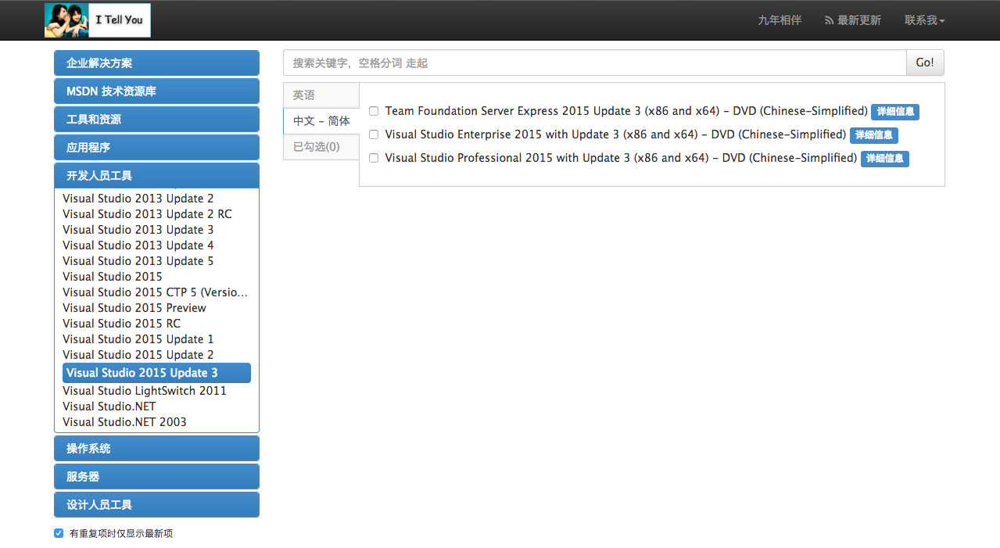 I Tell You
九年相伴
最新更新
联系我
企业解决方案
MSDN 技术资源库
工具和资源
应用程序
开发人员工具
Visual Studio 2013 Update 2
Visual Studio 2013 Update 2 RC
Visual Studio 2013 Update 3
Visual Studio 2013 Update 4
Visual Studio 2013 Update 5
Visual Studio 2015
Visual Studio 2015 CTP 5 (Versio...
Visual Studio 2015 Preview
Visual Studio 2015 RC
Visual Studio 2015 Update 1
Visual Studio 2015 Update 2
Visual Studio 2015 Update 3
Visual Studio LightSwitch 2011
Visual Studio.NET
Visual Studio.NET 2003
操作系统
服务器
设计人员工具
有重复项时仅显示最新项
搜索关键字，空格分词 走起
Go!
英语
中文 - 简体
已勾选(0)
Team Foundation Server Express 2015 Update 3 (x86 and x64) - DVD (Chinese-Simplified) 详细信息
Visual Studio Enterprise 2015 with Update 3 (x86 and x64) - DVD (Chinese-Simplified) 详细信息
Visual Studio Professional 2015 with Update 3 (x86 and x64) - DVD (Chinese-Simplified) 详细信息